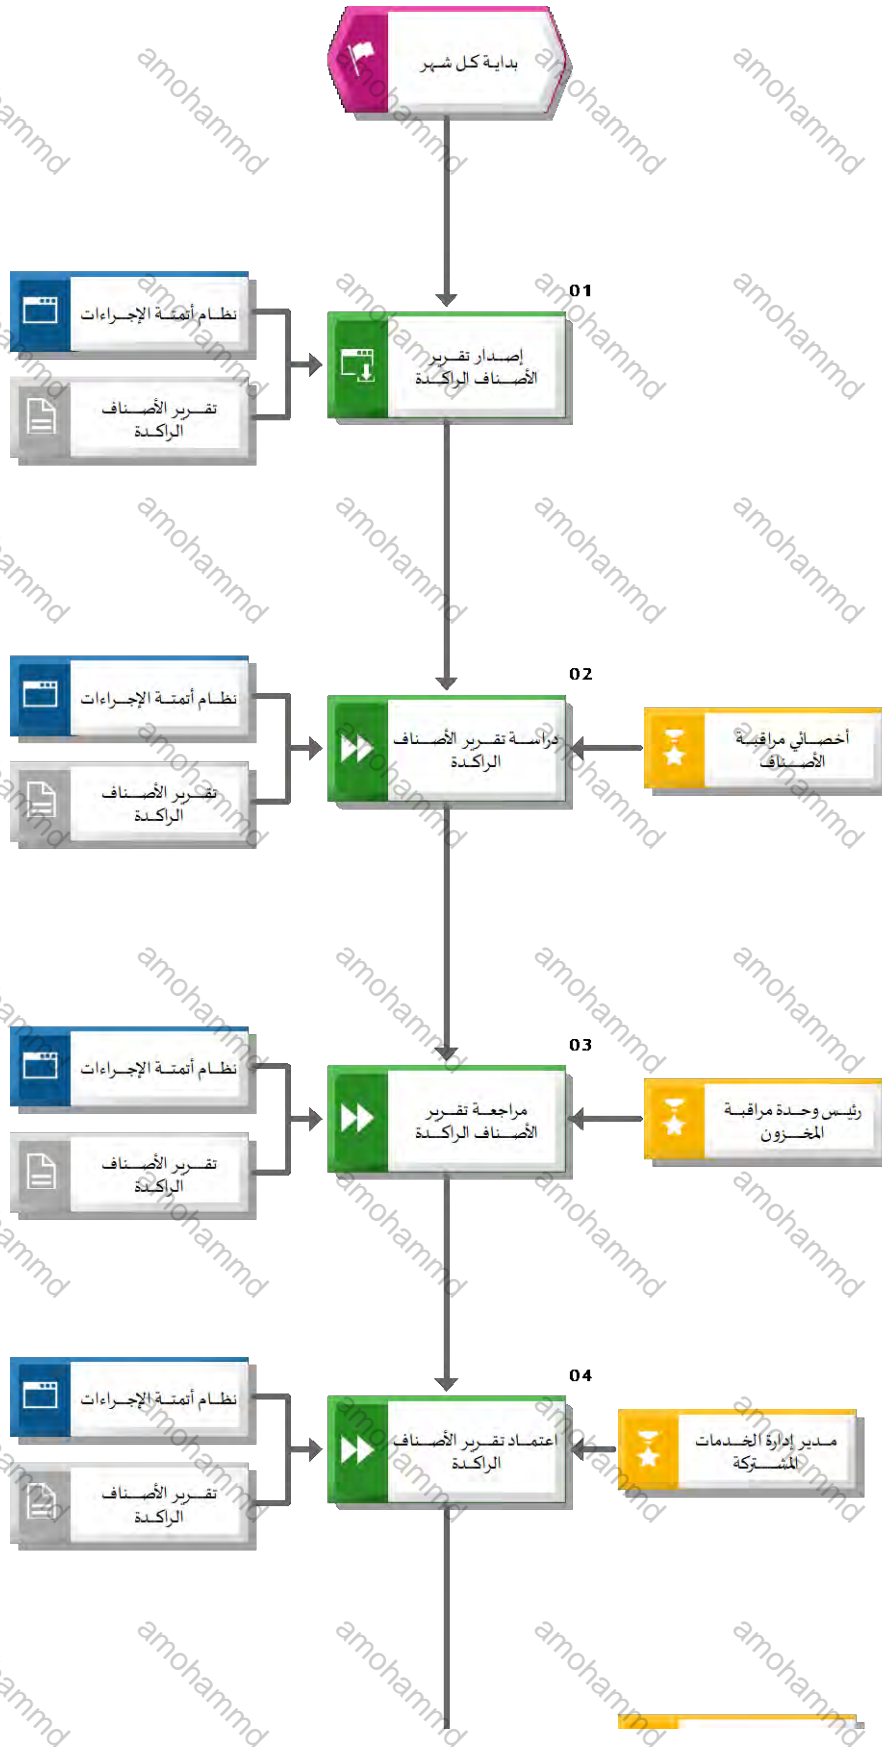 بداية كل شهر
01
إصدار تقرير
الأصناف الراكدة
نظام أتمتة الإجراءات
تقرير الأصناف
الراكدة
02
أخصائي مراقبة
الأصناف
دراسة تقرير الأصناف
الراكدة
نظام أتمتة الإجراءات
تقرير الأصناف
الراكدة
03
رئيس وحدة مراقبة
المخزون
مراجعة تقرير
الأصناف الراكدة
نظام أتمتة الإجراءات
تقرير الأصناف
الراكدة
04
مدير إدارة الخدمات
المشتركة
اعتماد تقرير الأصناف
الراكدة
نظام أتمتة الإجراءات
تقرير الأصناف
الراكدة
amohammd